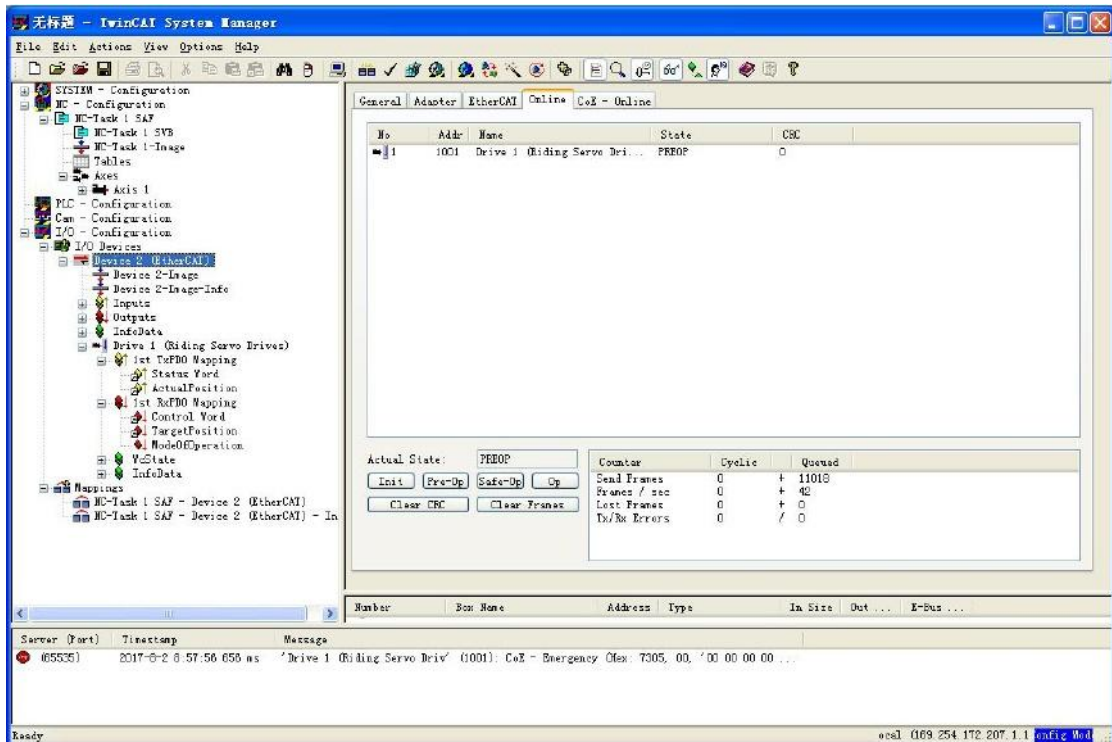 无标题 - TwinCAT System Manager
File Edit Actions View Options Help
SYSTEM - Configuration
NC - Configuration
NC-Task 1 SAF
NC-Task 1 SVB
NC-Task 1-Image
Tables
Axes
Axis 1
PLC - Configuration
Cam - Configuration
I/O - Configuration
I/O Devices
Device 2 (EtherCAT)
Device 2-Image
Device 2-Image-Info
Inputs
Outputs
InfoData
Drive 1 (Riding Servo Drives)
1st TxPDO Mapping
Status Word
ActualPosition
1st RxPDO Mapping
Control Word
TargetPosition
ModeOfOperation
WcState
InfoData
Mappings
NC-Task 1 SAF - Device 2 (EtherCAT)
NC-Task 1 SAF - Device 2 (EtherCAT) - In
General Adapter EtherCAT Online CoE - Online
No Addr Name State CRC
1 1001 Drive 1 (Riding Servo Dri... PREOP 0
Actual State: PREOP
Init Pre-Op Safe-Op Op
Clear CRC Clear Frames
Counter Cyclic Queued
Send Frames 0 + 11018
Frames / sec 0 + 42
Lost Frames 0 + 0
Tx/Rx Errors 0 / 0
Number Box Name Address Type In Size Out ... E-Bus ...
Server (Port) Timestamp Message
(65535) 8:57:56 656 ms 'Drive 1 (Riding Servo Driv' (1001): CoE - Emergency (Hex: 7305, 00, '00 00 00 00 ...
Ready
ocal (169.254.172.207.1.1 onfig Mod